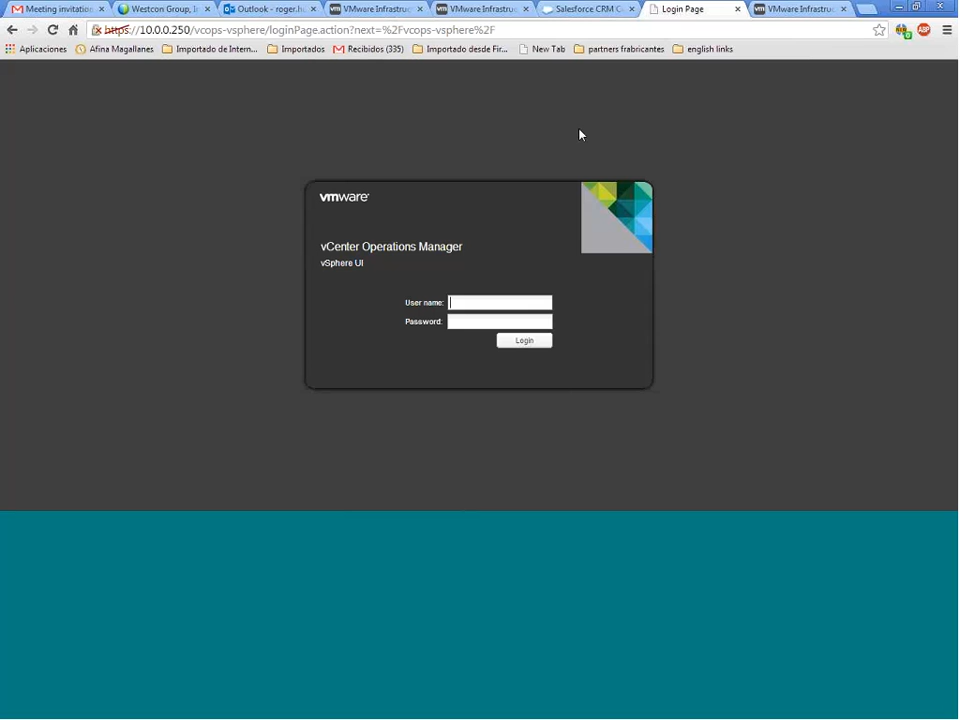 Meeting invitation Westcon Group, I Outlook - roger.hu VMware Infrastruc VMware Infrastruc Salesforce CRM C Login Page VMware Infrastruc
https://10.0.0.250/vcops-vsphere/loginPage.action?next=%2Fvcops-vsphere%2F
Aplicaciones Afina Magallanes Importado de Intern... Importados Recibidos (335) Importado desde Fir... New Tab partners frabricantes english links
vmware
vCenter Operations Manager
vSphere UI
User name:
Password:
Login